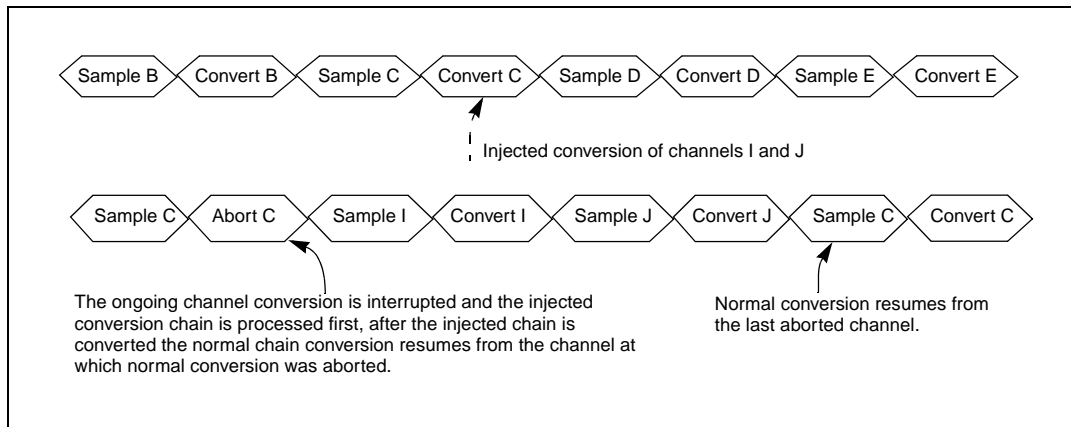 Sample B Convert B Sample C Convert C Sample D Convert D Sample E Convert E
Injected conversion of channels I and J
Sample C Abort C Sample I Convert I Sample J Convert J Sample C Convert C
The ongoing channel conversion is interrupted and the injected
conversion chain is processed first, after the injected chain is
converted the normal chain conversion resumes from the channel at
which normal conversion was aborted.
Normal conversion resumes from
the last aborted channel.